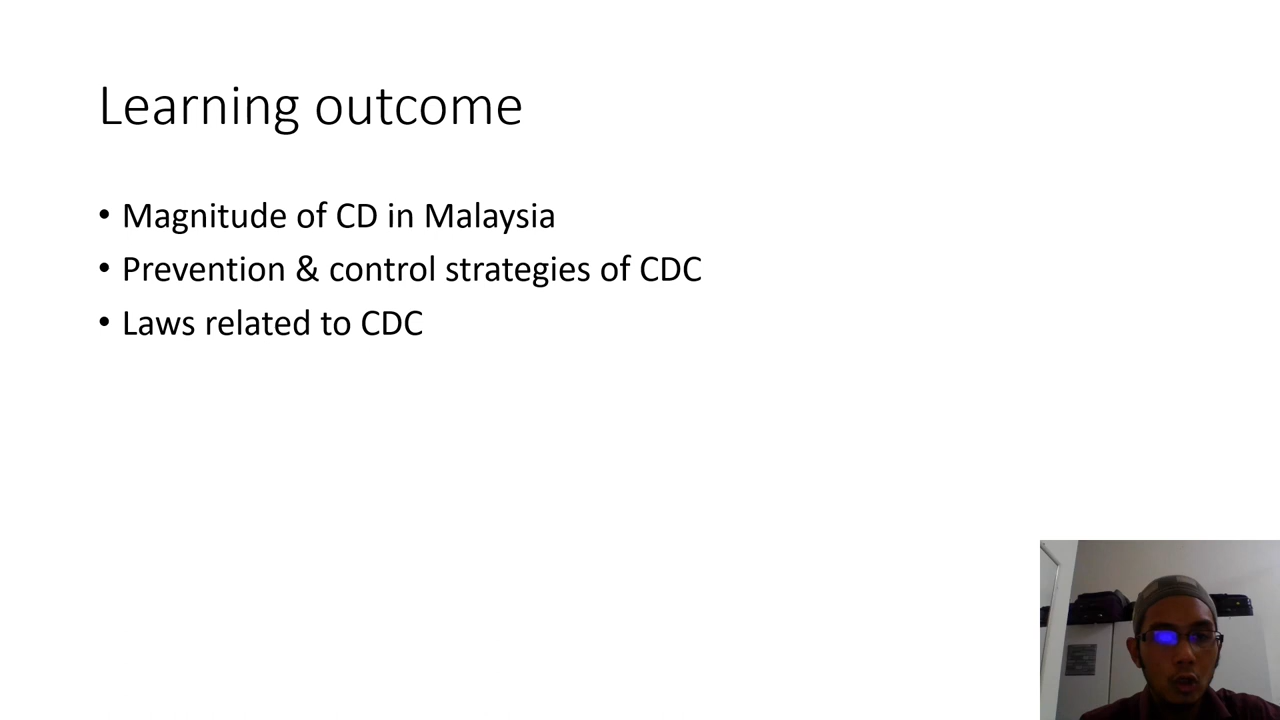 Learning outcome
• Magnitude of CD in Malaysia
• Prevention & control strategies of CDC
• Laws related to CDC